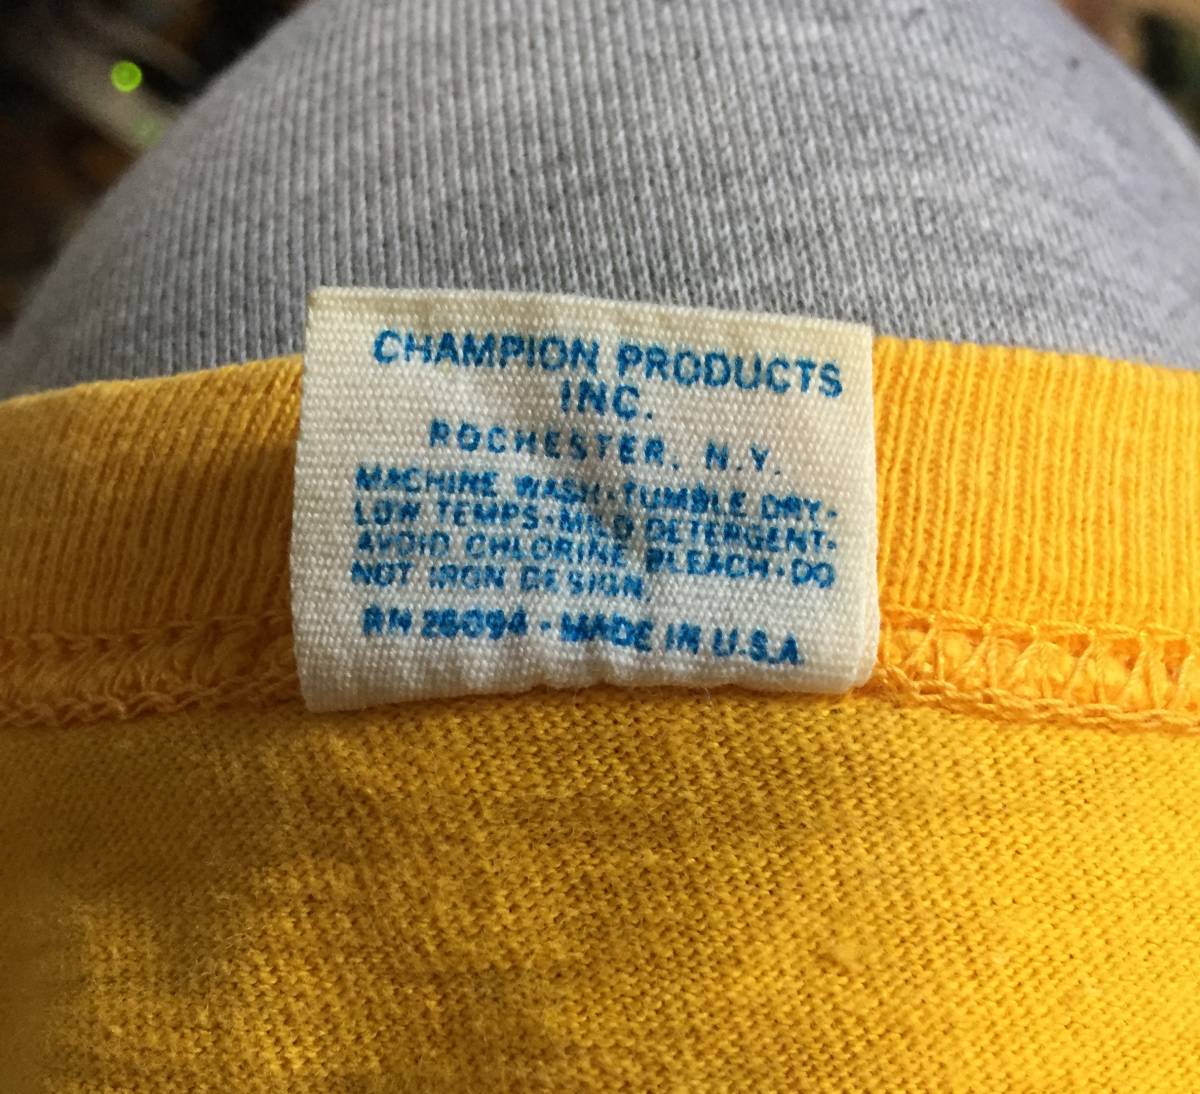 CHAMPION PRODUCTS
INC.
ROCHESTER, N.Y.
MACHINE WASH·TUMBLE DRY·
LOW TEMPS·MILD DETERGENT·
AVOID CHLORINE BLEACH·DO
NOT IRON DESIGN
RN 26094 - MADE IN U.S.A.